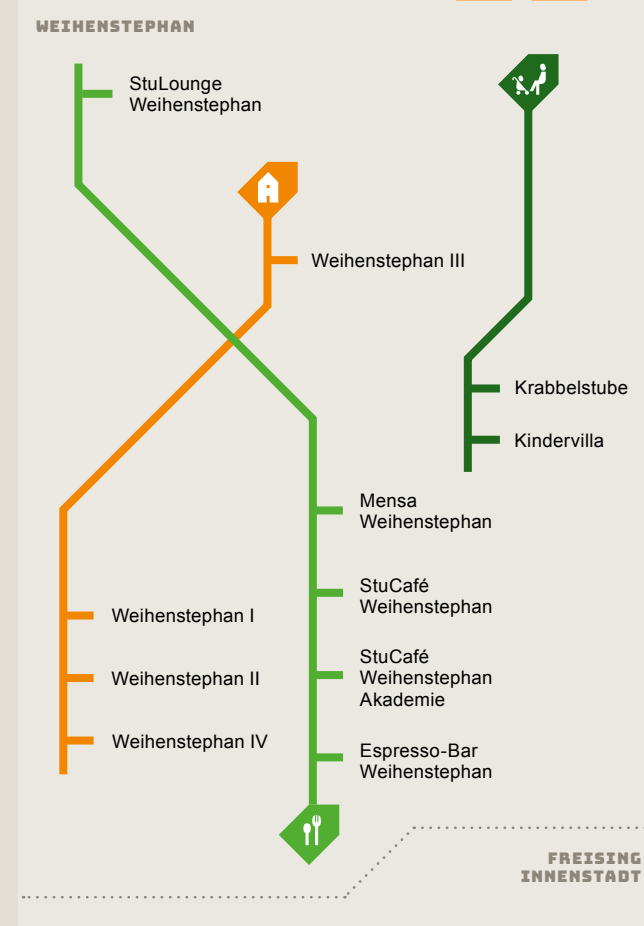 WEIHENSTEPHAN
StuLounge
Weihenstephan
Weihenstephan III
Krabbelstube
Kindervilla
Mensa
Weihenstephan
StuCafé
Weihenstephan
Weihenstephan I
StuCafé
Weihenstephan
Akademie
Weihenstephan II
Weihenstephan IV
Espresso-Bar
Weihenstephan
FREISING
INNENSTADT